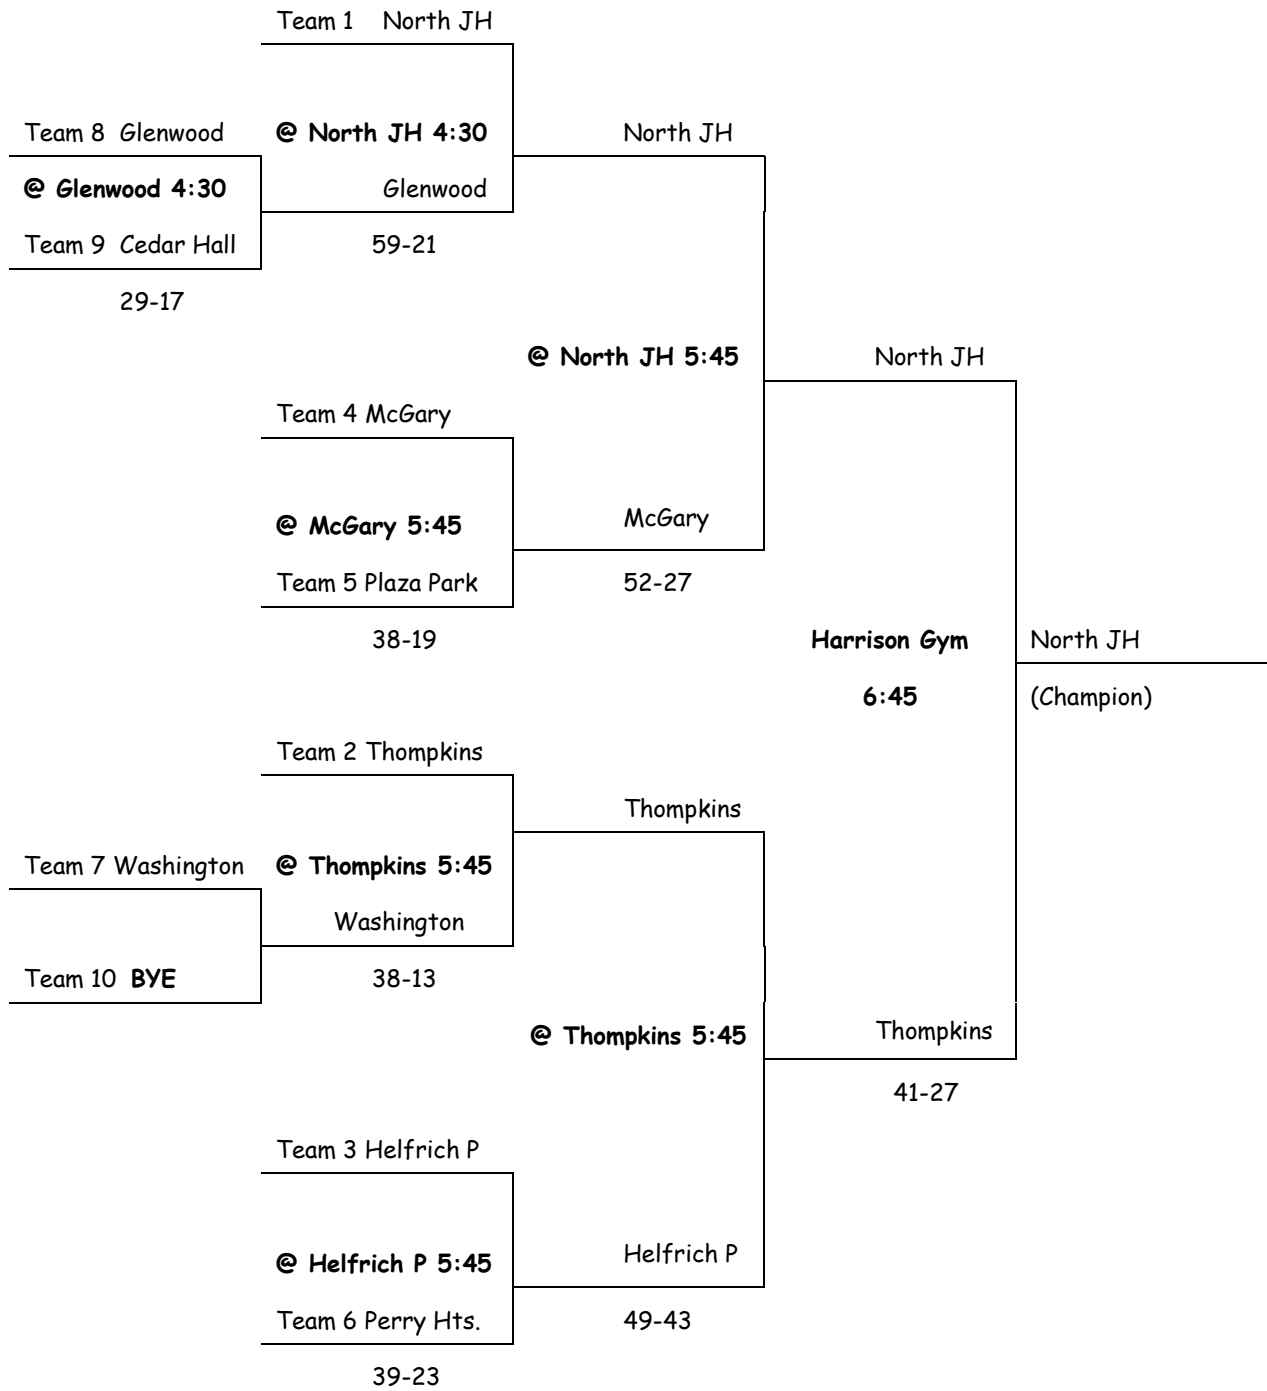 Team 1 North JH
Team 8 Glenwood @ North JH 4:30 North JH
@ Glenwood 4:30 Glenwood
Team 9 Cedar Hall 59-21
29-17
@ North JH 5:45 North JH
Team 4 McGary
@ McGary 5:45 McGary
Team 5 Plaza Park 52-27
38-19 Harrison Gym North JH
6:45 (Champion)
Team 2 Thompkins
Thompkins
Team 7 Washington @ Thompkins 5:45
Washington
Team 10 BYE 38-13
@ Thompkins 5:45 Thompkins
41-27
Team 3 Helfrich P
@ Helfrich P 5:45 Helfrich P
Team 6 Perry Hts. 49-43
39-23